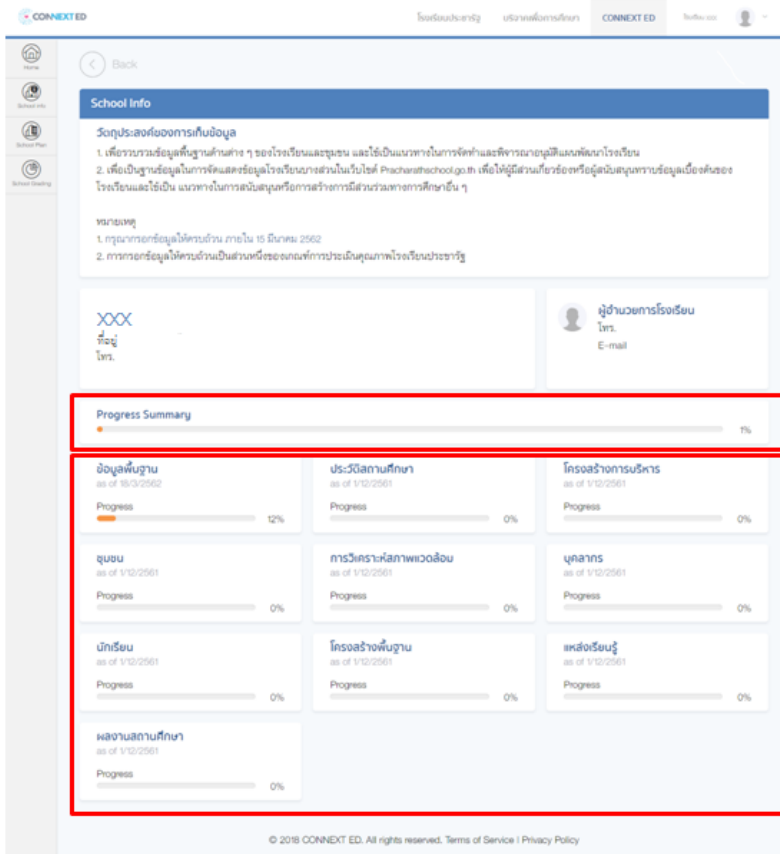 CONNEXT ED
โรงเรียนประชารัฐ บริจาคเพื่อการศึกษา CONNEXT ED
Home
School Info
School Plan
School Grading
Back
School Info
วัตถุประสงค์ของการเก็บข้อมูล
1. เพื่อรวบรวมข้อมูลพื้นฐานด้านต่าง ๆ ของโรงเรียนและชุมชน และใช้เป็นแนวทางในการจัดทำและพิจารณาอนุมัติแผนพัฒนาโรงเรียน
2. เพื่อเป็นฐานข้อมูลในการจัดแสดงข้อมูลโรงเรียนบางส่วนในเว็บไซต์ Pracharathschool.go.th เพื่อให้ผู้มีส่วนเกี่ยวข้องหรือผู้สนับสนุนทราบข้อมูลเบื้องต้นของ
โรงเรียนและใช้เป็น แนวทางในการสนับสนุนหรือการสร้างการมีส่วนร่วมทางการศึกษาอื่น ๆ
หมายเหตุ
1. กรุณากรอกข้อมูลให้ครบถ้วน ภายใน 15 มีนาคม 2562
2. การกรอกข้อมูลให้ครบถ้วนเป็นส่วนหนึ่งของเกณฑ์การประเมินคุณภาพโรงเรียนประชารัฐ
XXX
ที่อยู่
โทร.
ผู้อำนวยการโรงเรียน
โทร.
E-mail
Progress Summary
1%
ข้อมูลพื้นฐาน
as of 18/3/2562
Progress
12%
ประวัติสถานศึกษา
as of 1/12/2561
Progress
0%
โครงสร้างการบริหาร
as of 1/12/2561
Progress
0%
ชุมชน
as of 1/12/2561
Progress
0%
การวิเคราะห์สภาพแวดล้อม
as of 1/12/2561
Progress
0%
บุคลากร
as of 1/12/2561
Progress
0%
นักเรียน
as of 1/12/2561
Progress
0%
โครงสร้างพื้นฐาน
as of 1/12/2561
Progress
0%
แหล่งเรียนรู้
as of 1/12/2561
Progress
0%
ผลงานสถานศึกษา
as of 1/12/2561
Progress
0%
© 2018 CONNEXT ED. All rights reserved. Terms of Service | Privacy Policy